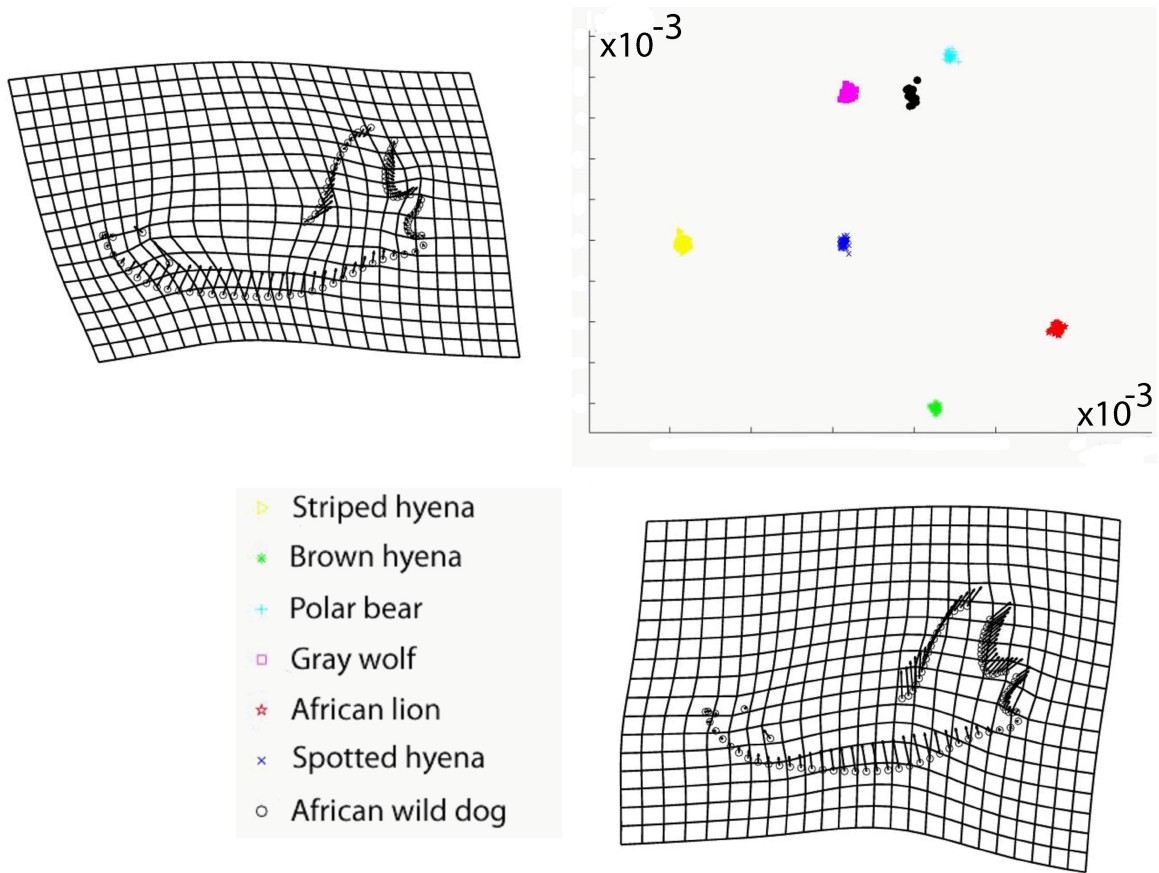 x10-3
x10-3
Striped hyena
Brown hyena
Polar bear
Gray wolf
African lion
Spotted hyena
African wild dog